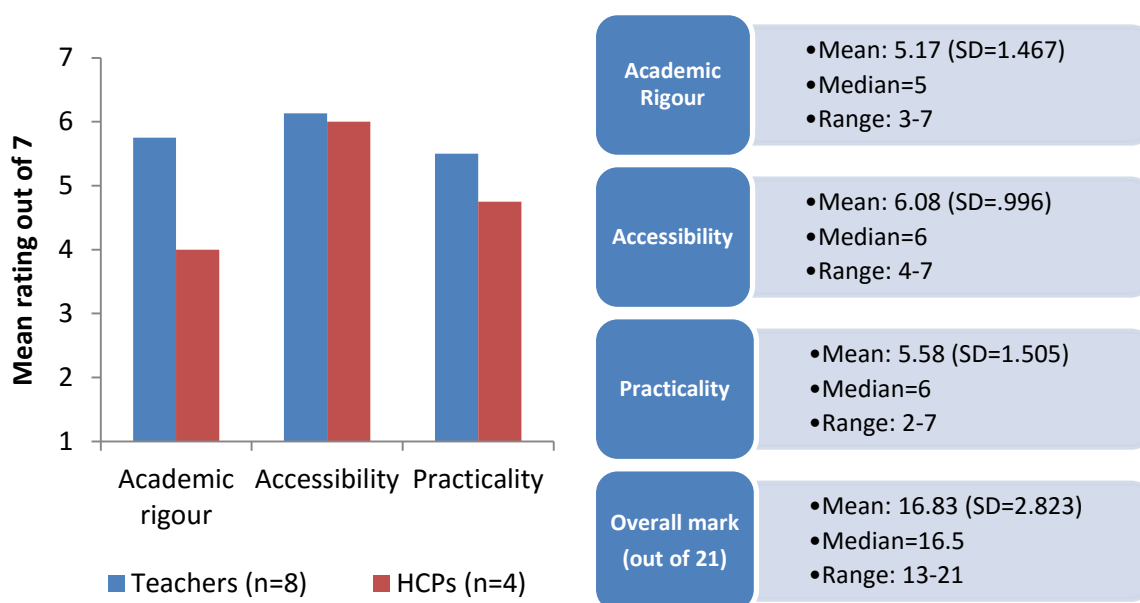 Mean rating out of 7
7
6
5
4
3
2
1
Academic
rigour
Accessibility
Practicality
Teachers (n=8)
HCPs (n=4)
Academic
Rigour
•Mean: 5.17 (SD=1.467)
•Median=5
•Range: 3-7
Accessibility
•Mean: 6.08 (SD=.996)
•Median=6
•Range: 4-7
Practicality
•Mean: 5.58 (SD=1.505)
•Median=6
•Range: 2-7
Overall mark
(out of 21)
•Mean: 16.83 (SD=2.823)
•Median=16.5
•Range: 13-21